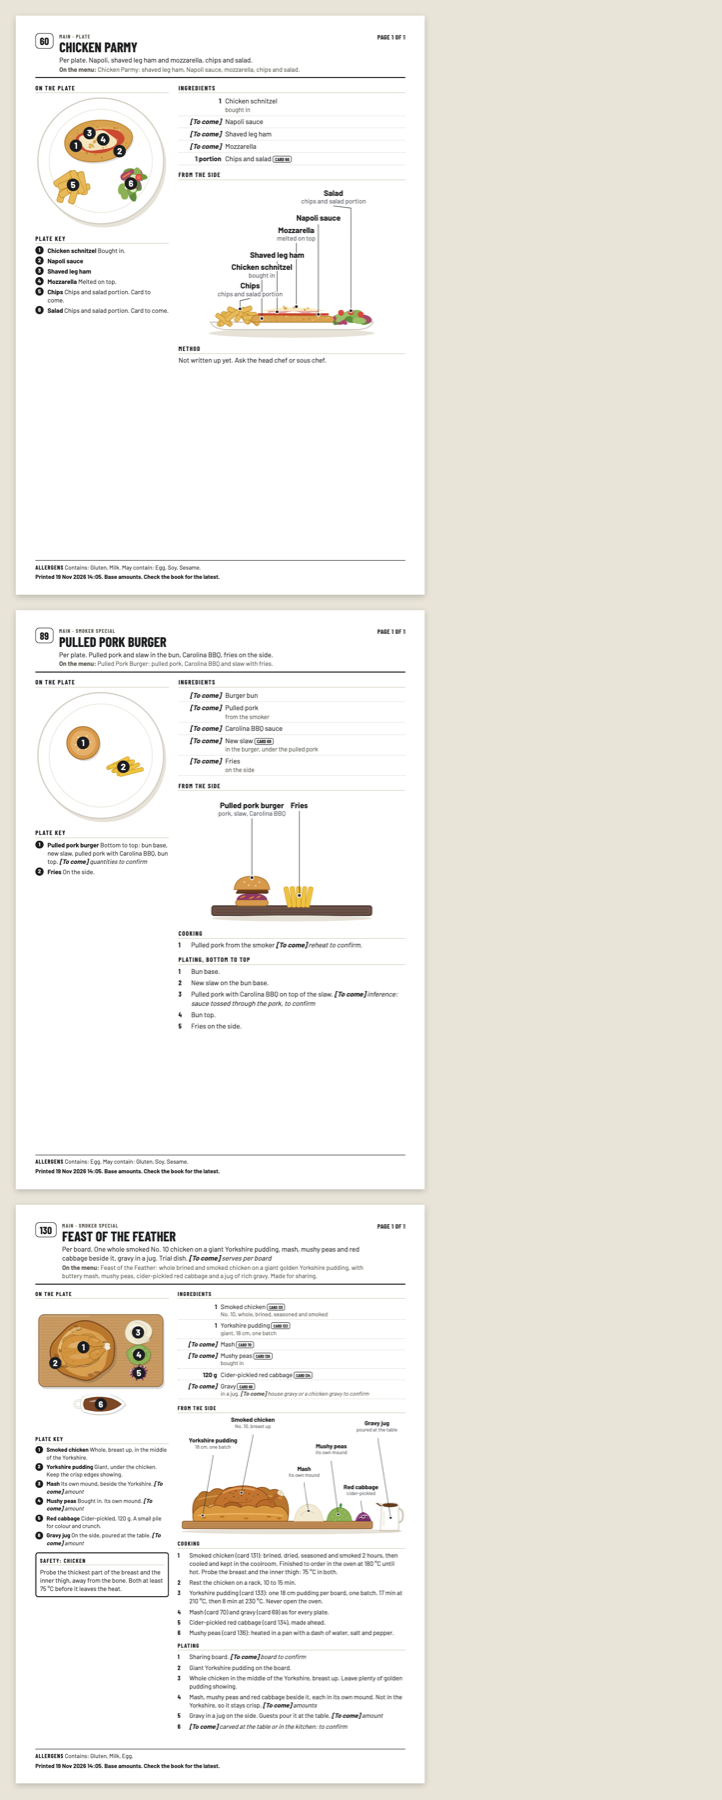 60
MAIN · PLATE
CHICKEN PARMY
PAGE 1 OF 1
Per plate. Napoli, shaved leg ham and mozzarella, chips and salad.
On the menu: Chicken Parmy: shaved leg ham, Napoli sauce, mozzarella, chips and salad.
ON THE PLATE
3
4
1
2
5
6
PLATE KEY
1 Chicken schnitzel Bought in.
2 Napoli sauce
3 Shaved leg ham
4 Mozzarella Melted on top.
5 Chips Chips and salad portion. Card to
come.
6 Salad Chips and salad portion. Card to come.
INGREDIENTS
1 Chicken schnitzel
bought in
[To come] Napoli sauce
[To come] Shaved leg ham
[To come] Mozzarella
1 portion Chips and salad
FROM THE SIDE
Salad
chips and salad portion
Napoli sauce
Mozzarella
melted on top
Shaved leg ham
Chicken schnitzel
bought in
Chips
chips and salad portion
METHOD
Not written up yet. Ask the head chef or sous chef.
ALLERGENS Contains: Gluten, Milk. May contain: Egg, Soy, Sesame.
Printed 19 Nov 2026 14:05. Base amounts. Check the book for the latest.
89
MAIN · SMOKER SPECIAL
PULLED PORK BURGER
PAGE 1 OF 1
Per plate. Pulled pork and slaw in the bun, Carolina BBQ, fries on the side.
On the menu: Pulled Pork Burger: pulled pork, Carolina BBQ and slaw with fries.
ON THE PLATE
1
2
PLATE KEY
1 Pulled pork burger Bottom to top: bun base,
new slaw, pulled pork with Carolina BBQ, bun
top. [To come] quantities to confirm
2 Fries On the side.
INGREDIENTS
[To come] Burger bun
[To come] Pulled pork
from the smoker
[To come] Carolina BBQ sauce
[To come] New slaw
in the burger, under the pulled pork
[To come] Fries
on the side
FROM THE SIDE
Pulled pork burger Fries
pork, slaw, Carolina BBQ
COOKING
1 Pulled pork from the smoker [To come] reheat to confirm.
PLATING, BOTTOM TO TOP
1 Bun base.
2 New slaw on the bun base.
3 Pulled pork with Carolina BBQ on top of the slaw. [To come] inference:
sauce tossed through the pork, to confirm
4 Bun top.
5 Fries on the side.
ALLERGENS Contains: Egg. May contain: Gluten, Soy, Sesame.
Printed 19 Nov 2026 14:05. Base amounts. Check the book for the latest.
130
MAIN · SMOKER SPECIAL
FEAST OF THE FEATHER
PAGE 1 OF 1
Per board. One whole smoked No. 10 chicken on a giant Yorkshire pudding, mash, mushy peas and red
cabbage beside it, gravy in a jug. Trial dish. [To come] serves per board
On the menu: Feast of the Feather: whole brined and smoked chicken on a giant golden Yorkshire pudding, with
buttery mash, mushy peas, cider-pickled red cabbage and a jug of rich gravy. Made for sharing.
ON THE PLATE
3
1
4
2
5
6
PLATE KEY
1 Smoked chicken Whole, breast up, in the middle
of the Yorkshire.
2 Yorkshire pudding Giant, under the chicken.
Keep the crisp edges showing.
3 Mash Its own mound, beside the Yorkshire. [To
come] amount
4 Mushy peas Bought in. Its own mound. [To
come] amount
5 Red cabbage Cider-pickled, 120 g. A small pile
for colour and crunch.
6 Gravy jug On the side, poured at the table. [To
come] amount
SAFETY: CHICKEN
Probe the thickest part of the breast and the
inner thigh, away from the bone. Both at least
75 °C before it leaves the heat.
INGREDIENTS
1 Smoked chicken
No. 10, whole, brined, seasoned and smoked
1 Yorkshire pudding
giant, 18 cm, one batch
[To come] Mash
[To come] Mushy peas
bought in
120 g Cider-pickled red cabbage
[To come] Gravy
in a jug. [To come] house gravy or a chicken gravy to confirm
FROM THE SIDE
Smoked chicken
No. 10, breast up
Gravy jug
poured at the table
Yorkshire pudding
18 cm, one batch
Mushy peas
its own mound
Mash
its own mound
Red cabbage
cider-pickled
COOKING
1 Smoked chicken (card 131): brined, dried, seasoned and smoked 2 hours, then
cooled and kept in the coolroom. Finished to order in the oven at 180 °C until
hot. Probe the breast and the inner thigh: 75 °C in both.
2 Rest the chicken on a rack, 10 to 15 min.
3 Yorkshire pudding (card 133): one 18 cm pudding per board, one batch. 17 min at
210 °C, then 8 min at 230 °C. Never open the oven.
4 Mash (card 70) and gravy (card 69) as for every plate.
5 Cider-pickled red cabbage (card 134), made ahead.
6 Mushy peas (card 136): heated in a pan with a dash of water, salt and pepper.
PLATING
1 Sharing board. [To come] board to confirm
2 Giant Yorkshire pudding on the board.
3 Whole chicken in the middle of the Yorkshire, breast up. Leave plenty of golden
pudding showing.
4 Mash, mushy peas and red cabbage beside it, each in its own mound. Not in the
Yorkshire, so it stays crisp. [To come] amounts
5 Gravy in a jug on the side. Guests pour it at the table. [To come] amount
6 [To come] carved at the table or in the kitchen: to confirm
ALLERGENS Contains: Gluten, Milk, Egg.
Printed 19 Nov 2026 14:05. Base amounts. Check the book for the latest.